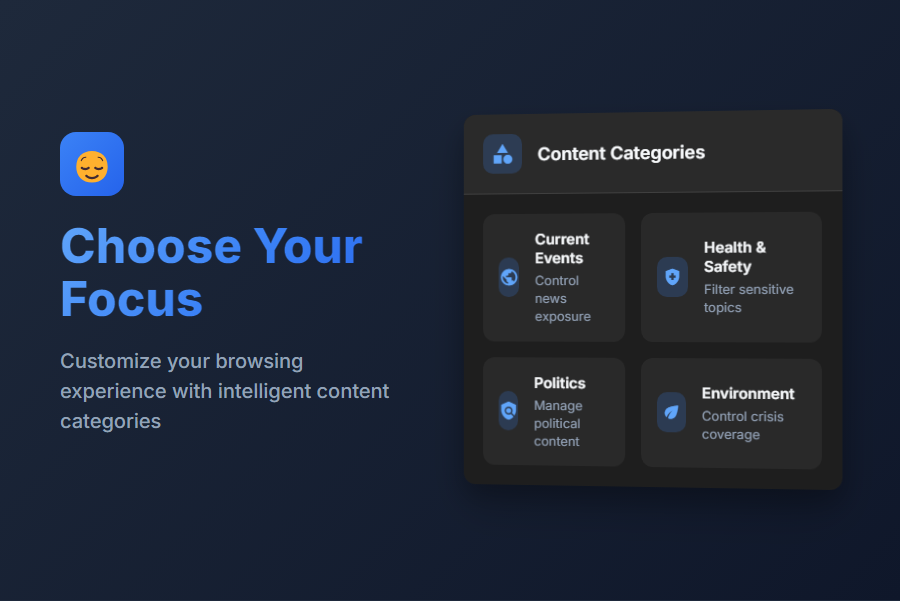 Choose Your
Focus
Customize your browsing
experience with intelligent content
categories
Content Categories
Current
Events
Control
news
exposure
Health &
Safety
Filter sensitive
topics
Politics
Manage
political
content
Environment
Control crisis
coverage